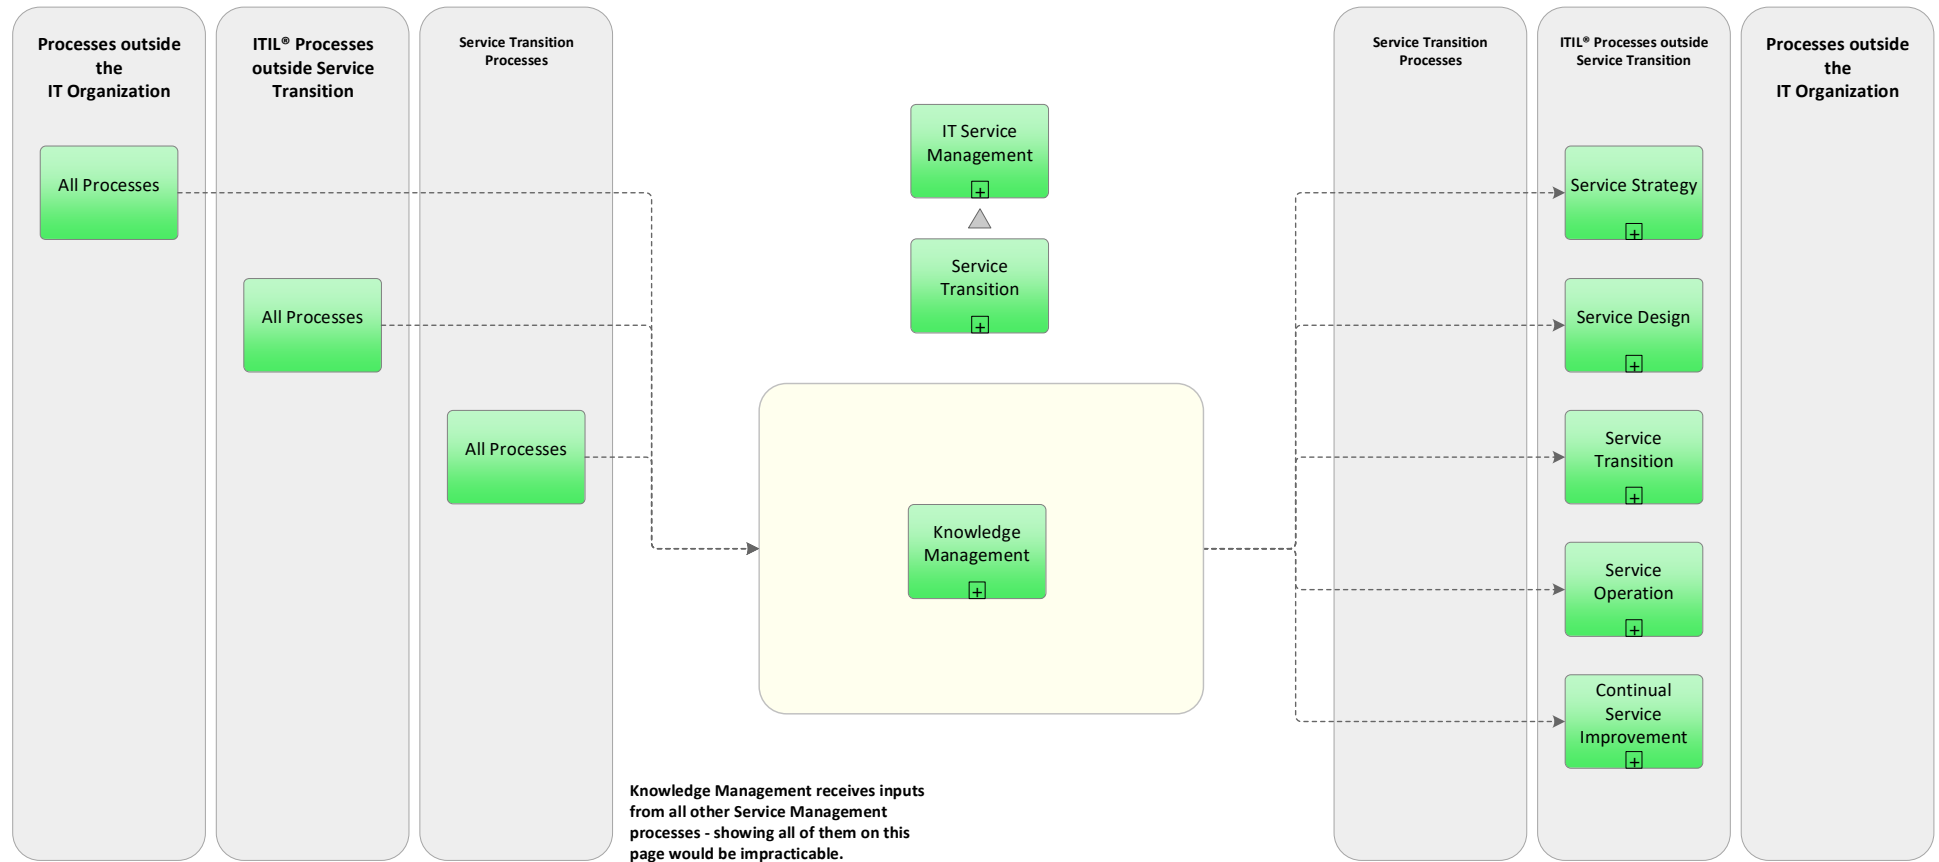 Processes outside
the
IT Organization
ITIL® Processes
outside Service
Transition
Service Transition
Processes
Service Transition
Processes
ITIL® Processes outside
Service Transition
Processes outside
the
IT Organization
All Processes
All Processes
All Processes
IT Service
Management
Service
Transition
Knowledge
Management
Service Strategy
Service Design
Service
Transition
Service
Operation
Continual
Service
Improvement
Knowledge Management receives inputs
from all other Service Management
processes - showing all of them on this
page would be impracticable.